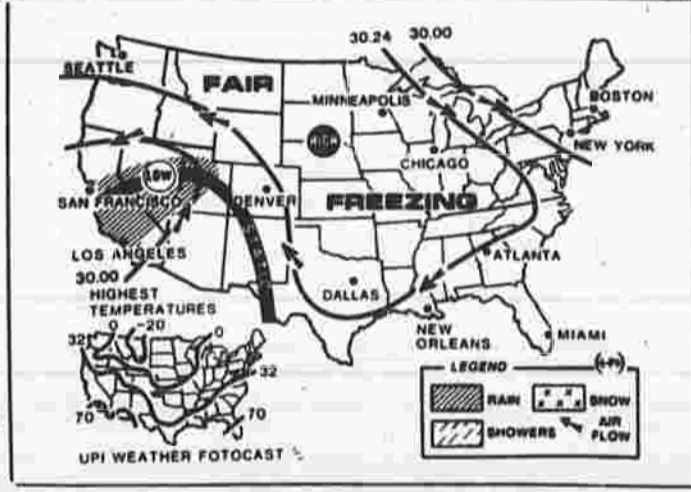 30.24 30.00
SEATTLE
FAIR
MINNEAPOLIS
BOSTON
HIGH
NEW YORK
CHICAGO
LOW
SAN FRANCISCO
DENVER
FREEZING
LOS ANGELES
ATLANTA
30.00
HIGHEST
TEMPERATURES
DALLAS
NEW
ORLEANS
MIAMI
0 -20 0
32
32
70 70
LEGEND
RAIN
SNOW
SHOWERS
AIR
FLOW
UPI WEATHER FOTOCAST